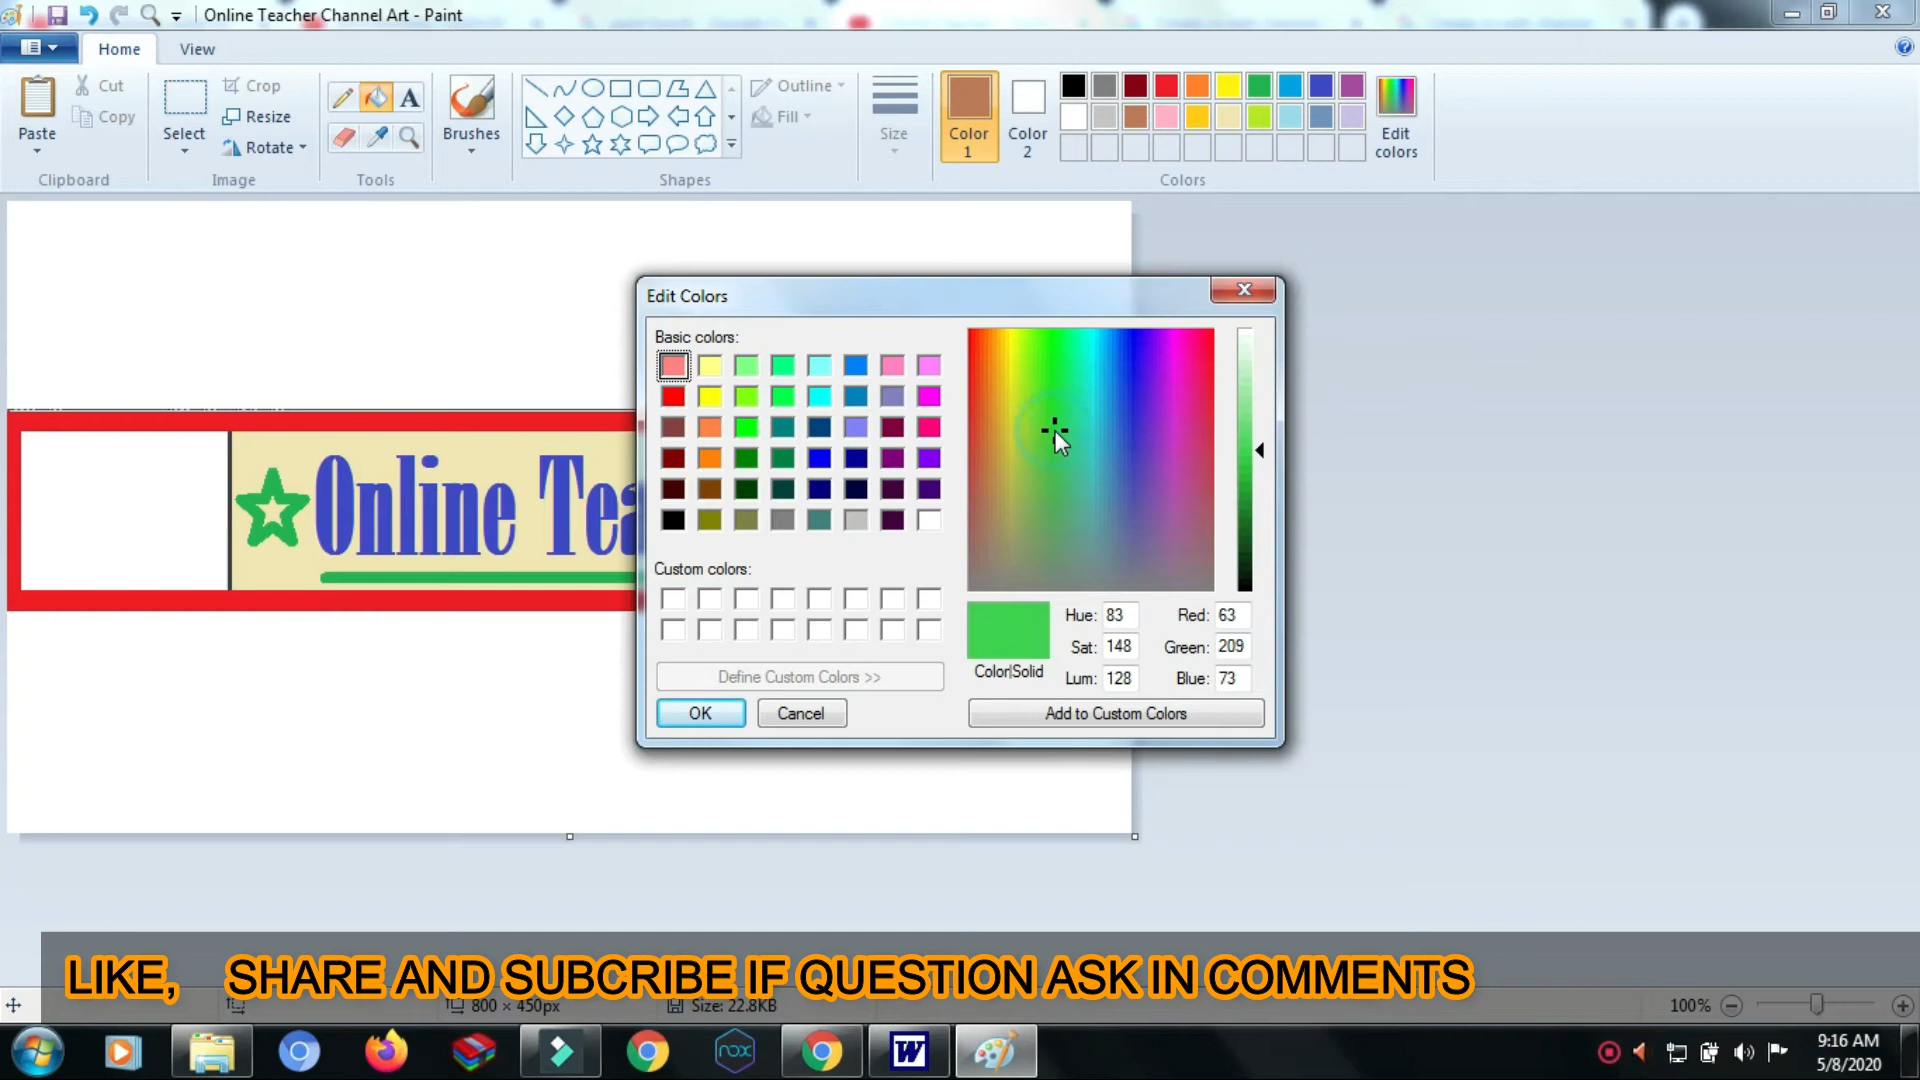 Online Teacher Channel Art - Paint
Home View
Paste
Cut
Copy
Clipboard
Select
Crop
Resize
Rotate
Image
A
Tools
Brushes
Outline
Fill
Shapes
Size
Color 1
Color 2
Edit colors
Colors
Online Tea
Edit Colors
Basic colors:
Custom colors:
Define Custom Colors >>
OK Cancel
Color|Solid
Hue: 83 Red: 63
Sat: 148 Green: 209
Lum: 128 Blue: 73
Add to Custom Colors
LIKE, SHARE AND SUBCRIBE IF QUESTION ASK IN COMMENTS
800 × 450px Size: 22.8KB 100%
nox
W
9:16 AM
5/8/2020